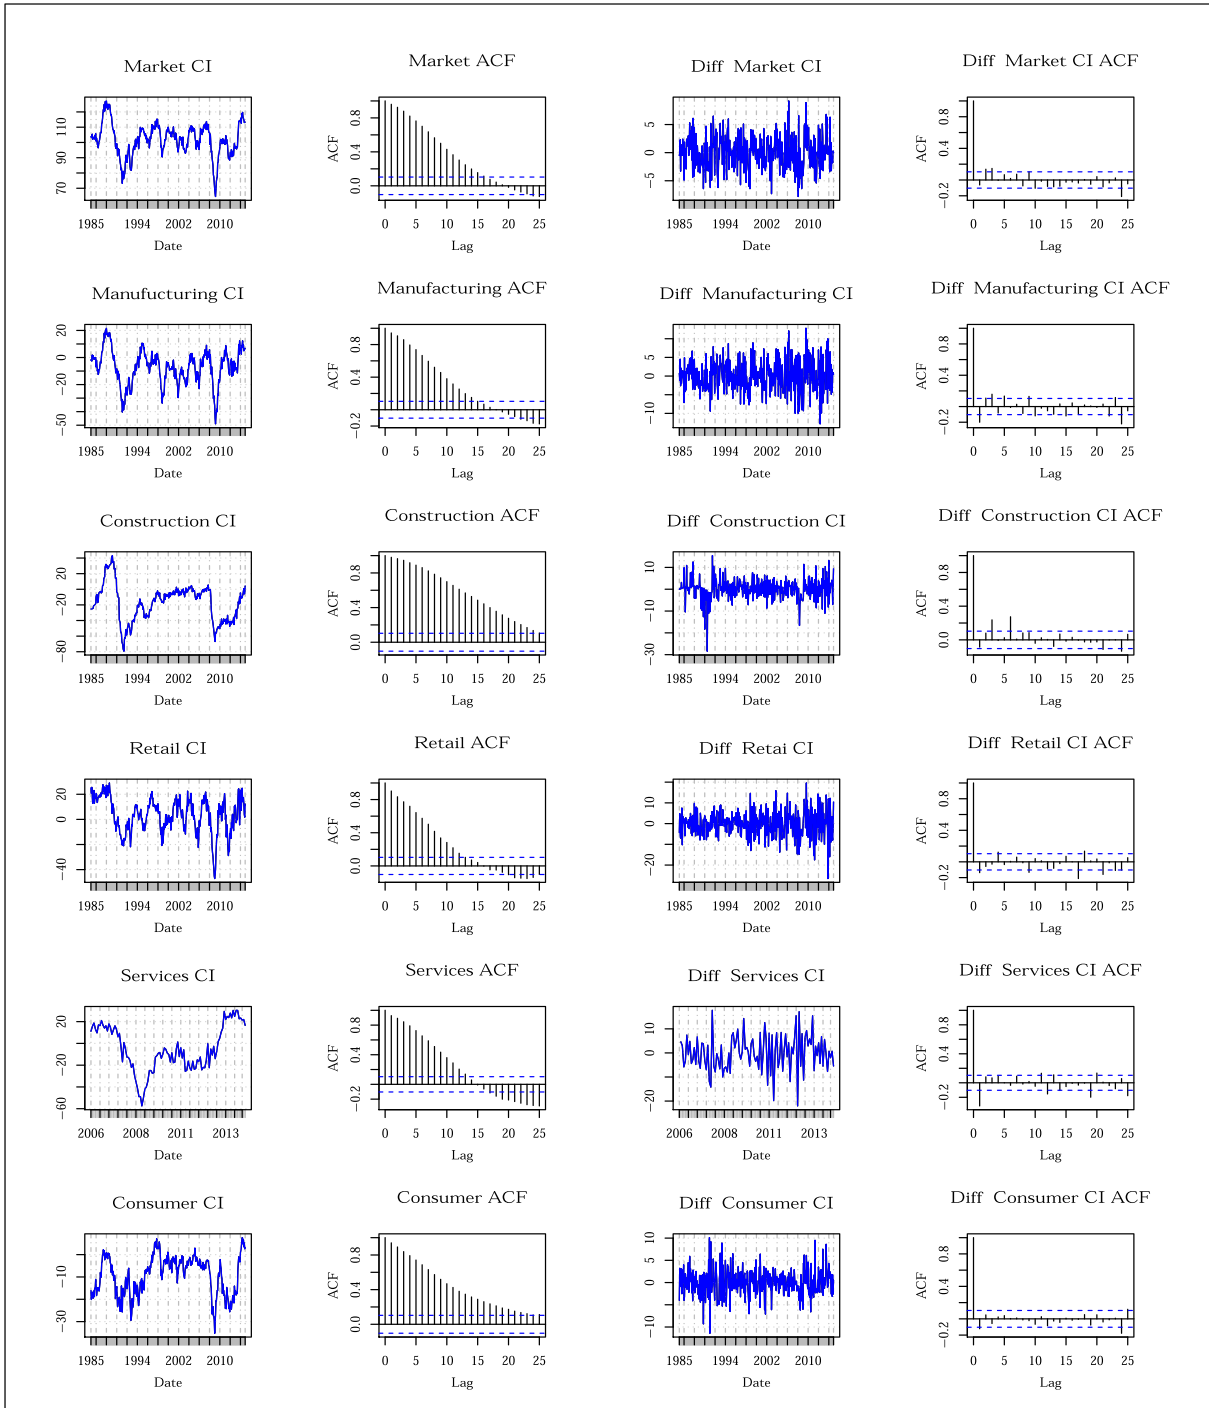 Market CI
Market ACF
Diff Market CI
Diff Market CI ACF
70 90 110
1985 1994 2002 2010
Date
ACF
0.0 0.4 0.8
0 5 10 15 20 25
Lag
−5 0 5
1985 1994 2002 2010
Date
ACF
−0.2 0.4 0.8
0 5 10 15 20 25
Lag
Manufucturing CI
Manufacturing ACF
Diff Manufacturing CI
Diff Manufacturing CI ACF
−50 −20 0 20
1985 1994 2002 2010
Date
ACF
−0.2 0.4 0.8
0 5 10 15 20 25
Lag
−10 0 5
1985 1994 2002 2010
Date
ACF
−0.2 0.4 0.8
0 5 10 15 20 25
Lag
Construction CI
Construction ACF
Diff Construction CI
Diff Construction CI ACF
−80 −20 20
1985 1994 2002 2010
Date
ACF
0.0 0.4 0.8
0 5 10 15 20 25
Lag
−30 −10 0 10
1985 1994 2002 2010
Date
ACF
0.0 0.4 0.8
0 5 10 15 20 25
Lag
Retail CI
Retail ACF
Diff Retai CI
Diff Retail CI ACF
−40 0 20
1985 1994 2002 2010
Date
ACF
0.0 0.4 0.8
0 5 10 15 20 25
Lag
−20 0 10
1985 1994 2002 2010
Date
ACF
−0.2 0.4 0.8
0 5 10 15 20 25
Lag
Services CI
Services ACF
Diff Services CI
Diff Services CI ACF
−60 −20 20
2006 2008 2011 2013
Date
ACF
−0.2 0.4 0.8
0 5 10 15 20 25
Lag
−20 0 10
2006 2008 2011 2013
Date
ACF
−0.2 0.4 0.8
0 5 10 15 20 25
Lag
Consumer CI
Consumer ACF
Diff Consumer CI
Diff Consumer CI ACF
−30 −10
1985 1994 2002 2010
Date
ACF
0.0 0.4 0.8
0 5 10 15 20 25
Lag
−10 0 5 10
1985 1994 2002 2010
Date
ACF
−0.2 0.4 0.8
0 5 10 15 20 25
Lag